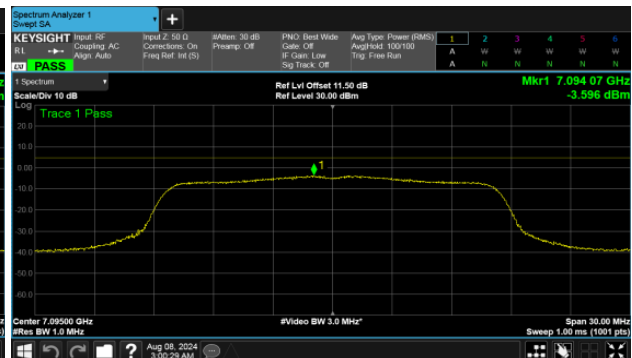 Spectrum Analyzer 1
Swept SA
+
KEYSIGHT
RL
PASS
Input: RF
Coupling: AC
Align: Auto
Input Z: 50 Ω
Corrections: On
Freq Ref: Int (S)
#Atten: 30 dB
Preamp: Off
PNO: Best Wide
Gate: Off
IF Gain: Low
Sig Track: Off
Avg Type: Power (RMS)
Avg|Hold: 100/100
Trig: Free Run
1 2 3 4 5 6
A W W W W W
A N N N N N
1 Spectrum
Scale/Div 10 dB
Ref Lvl Offset 11.50 dB
Ref Level 30.00 dBm
Mkr1 7.094 07 GHz
-3.596 dBm
Log
Trace 1 Pass
20.0
10.0
0.00
1
-10.0
-20.0
-30.0
-40.0
-50.0
-60.0
Center 7.09500 GHz
#Res BW 1.0 MHz
#Video BW 3.0 MHz*
Span 30.00 MHz
Sweep 1.00 ms (1001 pts)
?
Aug 08, 2024
3:00:29 AM